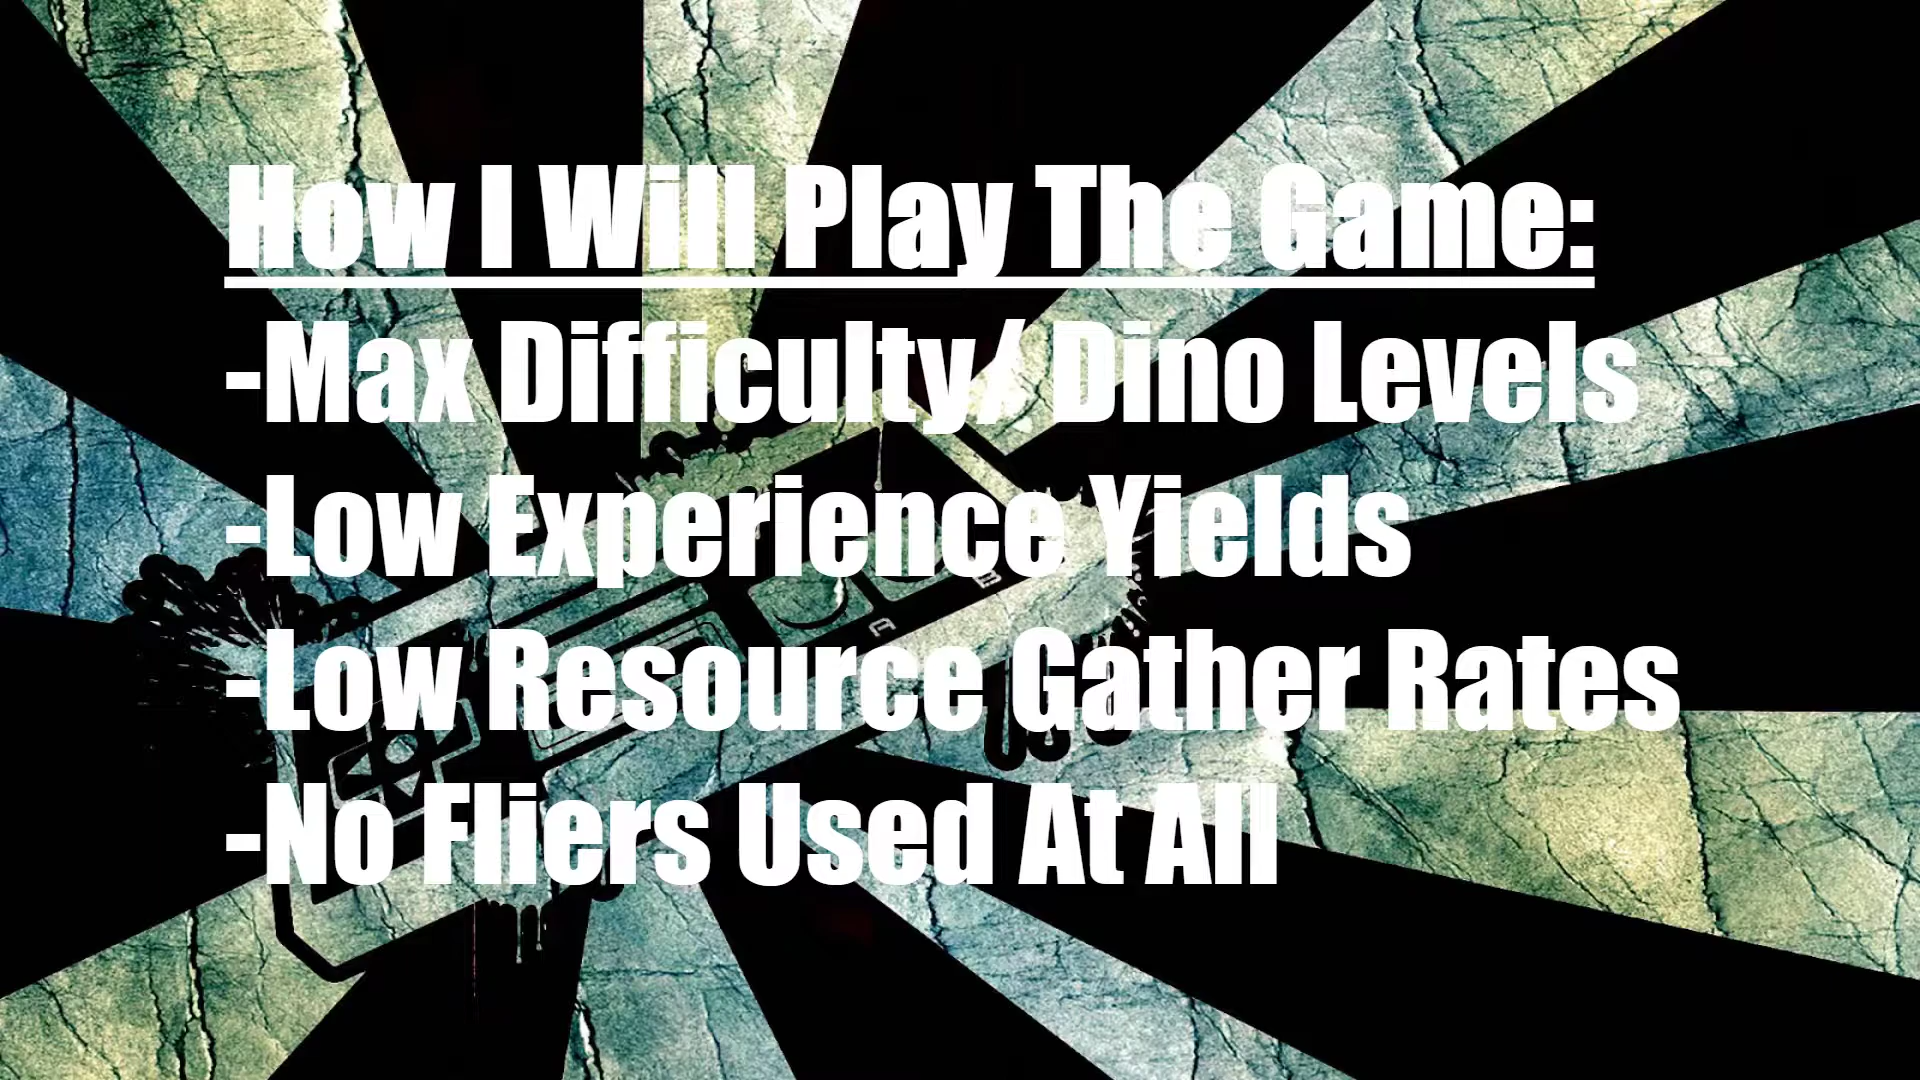 How I Will Play The Game:
-Max Difficulty/ Dino Levels
-Low Experience Yields
-Low Resource Gather Rates
-No Fliers Used At All
A
B